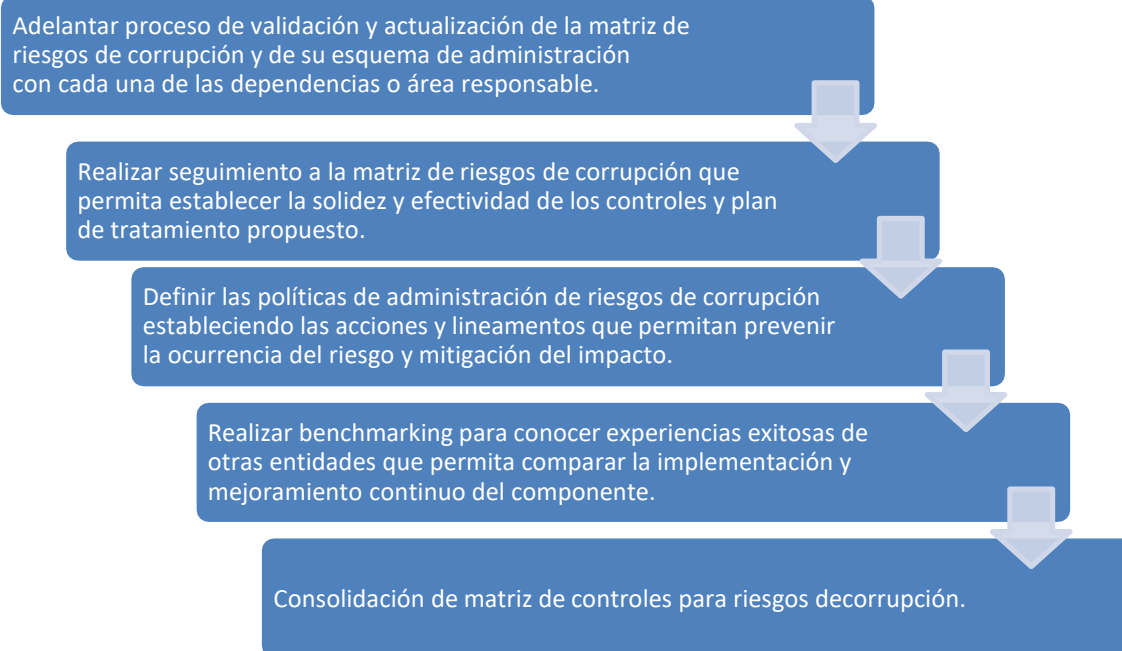 Adelantar proceso de validación y actualización de la matriz de
riesgos de corrupción y de su esquema de administración
con cada una de las dependencias o área responsable.
Realizar seguimiento a la matriz de riesgos de corrupción que
permita establecer la solidez y efectividad de los controles y plan
de tratamiento propuesto.
Definir las políticas de administración de riesgos de corrupción
estableciendo las acciones y lineamentos que permitan prevenir
la ocurrencia del riesgo y mitigación del impacto.
Realizar benchmarking para conocer experiencias exitosas de
otras entidades que permita comparar la implementación y
mejoramiento continuo del componente.
Consolidación de matriz de controles para riesgos decorrupción.